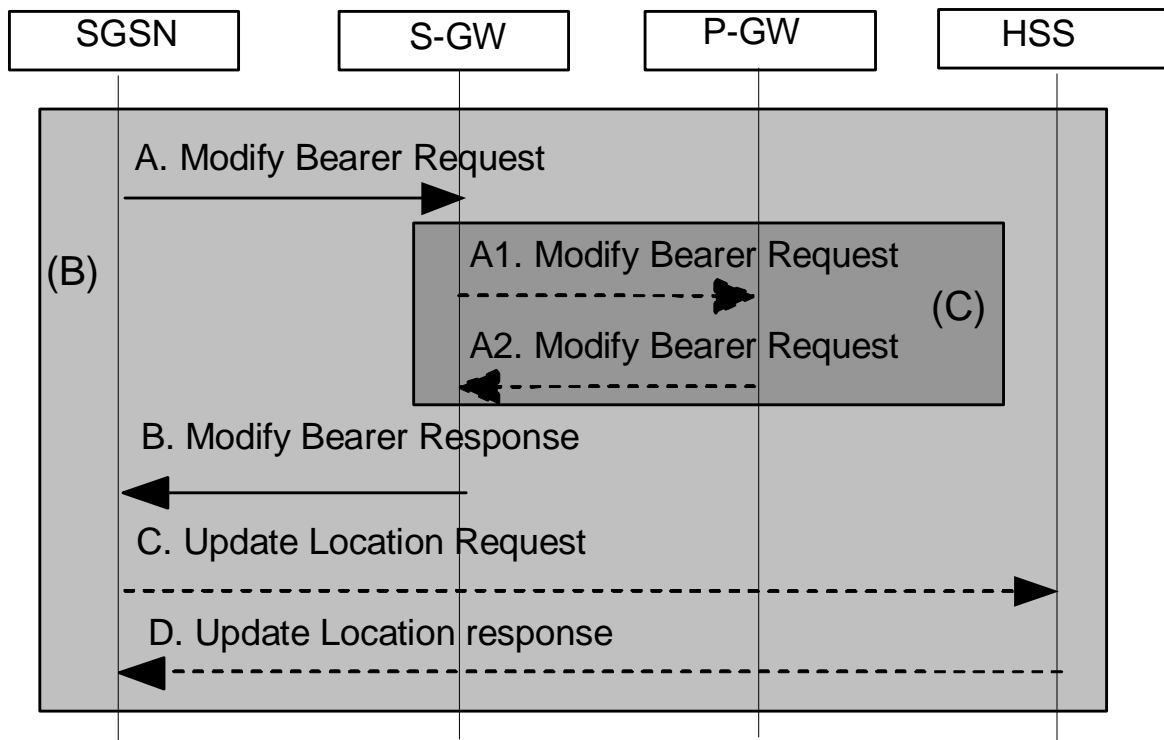 SGSN
S-GW
P-GW
HSS
A. Modify Bearer Request
(B)
A1. Modify Bearer Request
(C)
A2. Modify Bearer Request
B. Modify Bearer Response
C. Update Location Request
D. Update Location response